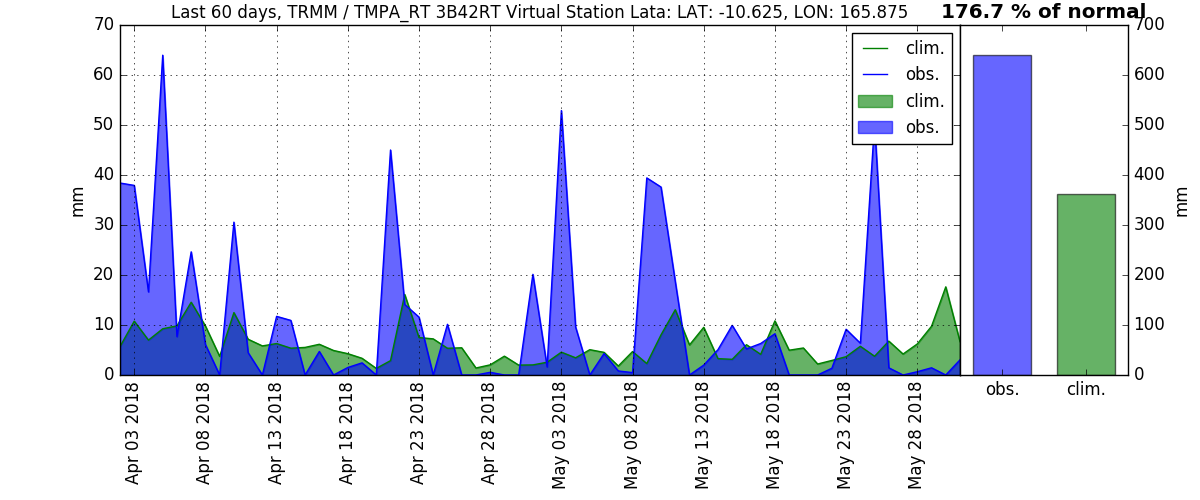 Last 60 days, TRMM / TMPA_RT 3B42RT Virtual Station Lata: LAT: -10.625, LON: 165.875
176.7 % of normal
70
60
50
40
30
20
10
0
mm
clim.
obs.
clim.
obs.
Apr 03 2018
Apr 08 2018
Apr 13 2018
Apr 18 2018
Apr 23 2018
Apr 28 2018
May 03 2018
May 08 2018
May 13 2018
May 18 2018
May 23 2018
May 28 2018
700
600
500
400
300
200
100
0
mm
obs.
clim.